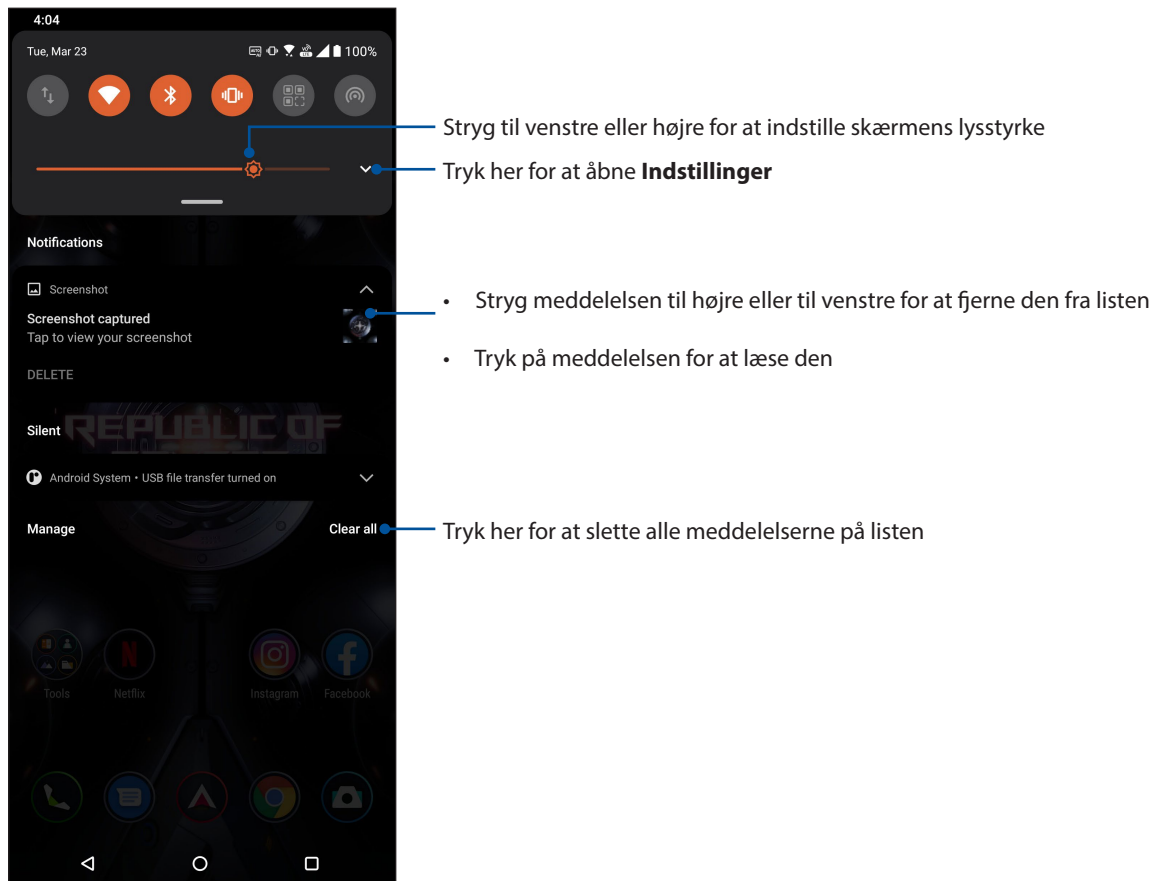 4:04
Tue, Mar 23
100%
Stryg til venstre eller højre for at indstille skærmens lysstyrke
Tryk her for at åbne Indstillinger
Notifications
Screenshot
Screenshot captured
Tap to view your screenshot
DELETE
• Stryg meddelelsen til højre eller til venstre for at fjerne den fra listen
• Tryk på meddelelsen for at læse den
Silent
REPUBLIC OF
Android System • USB file transfer turned on
Manage
Clear all
Tryk her for at slette alle meddelelserne på listen
Tools
Netflix
Instagram
Facebook